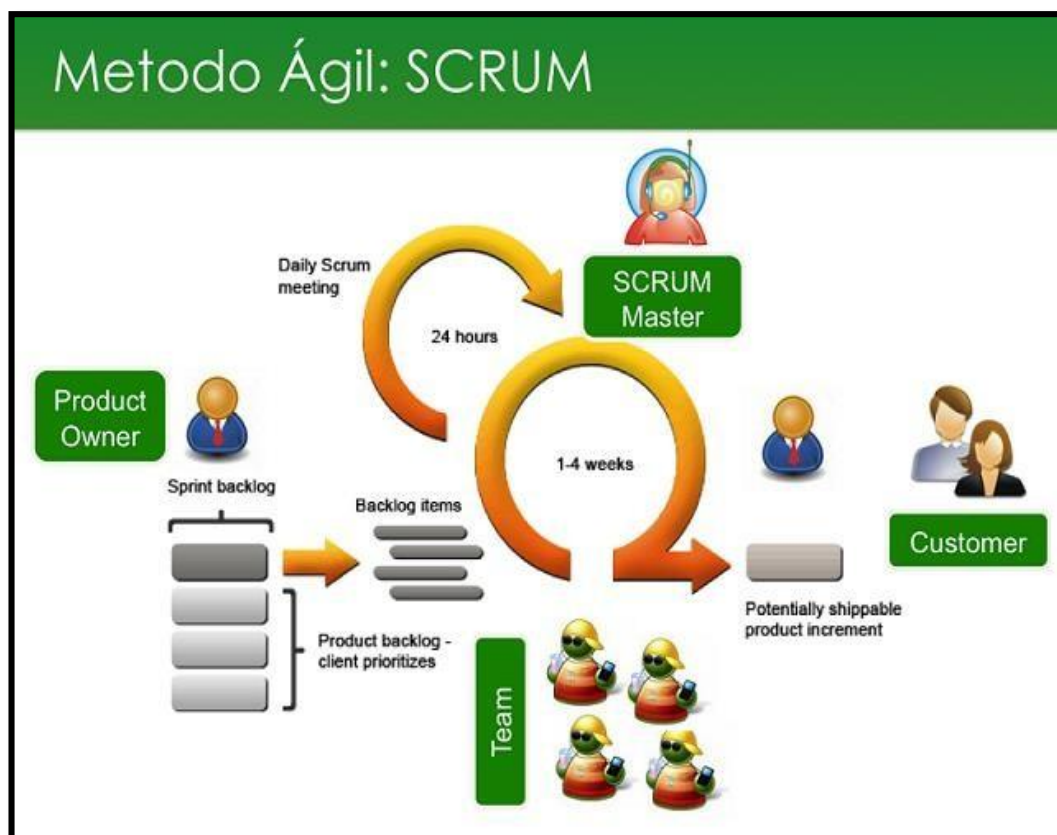 Metodo Ágil: SCRUM
Daily Scrum
meeting
24 hours
SCRUM
Master
Product
Owner
Sprint backlog
Backlog items
1-4 weeks
Customer
Product backlog -
client prioritizes
Potentially shippable
product increment
Team